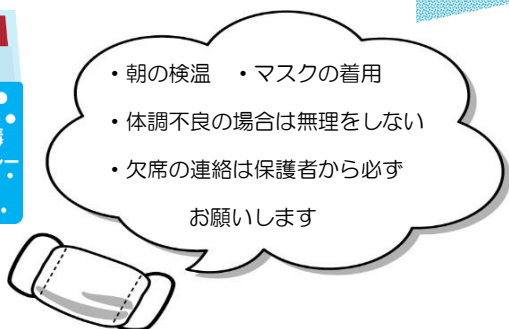 ・朝の検温　・マスクの着用
・体調不良の場合は無理をしない
・欠席の連絡は保護者から必ず
お願いします